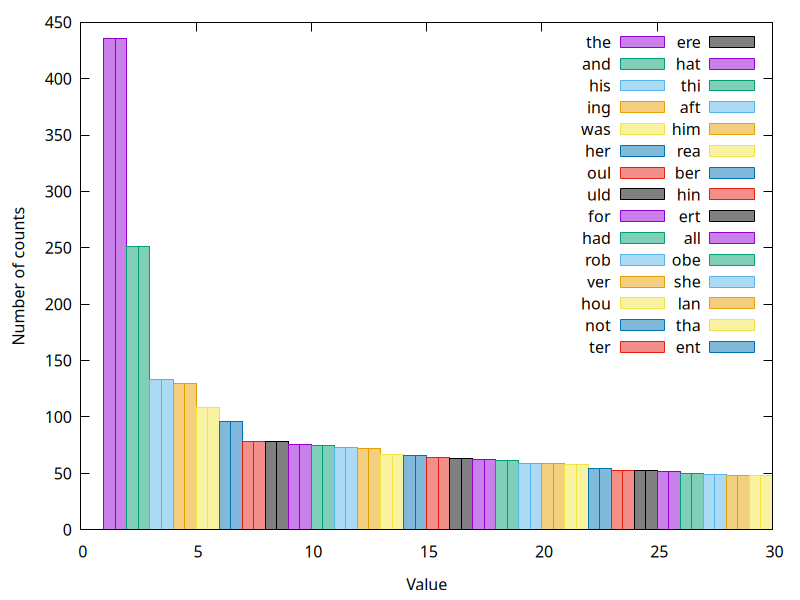 450
400
350
300
250
200
150
100
50
0
Number of counts
the ere
and hat
his thi
ing aft
was him
her rea
oul ber
uld hin
for ert
had all
rob obe
ver she
hou lan
not tha
ter ent
0 5 10 15 20 25 30
Value